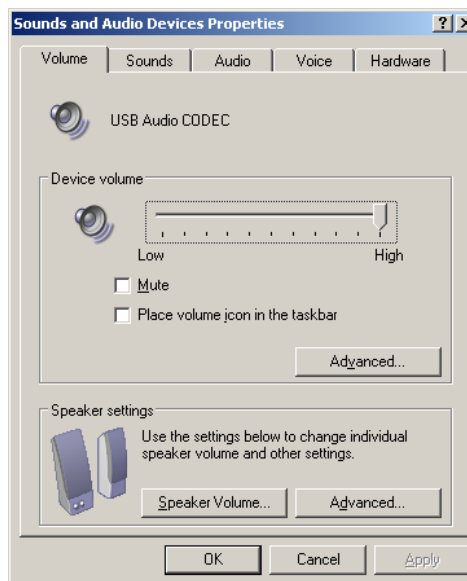 Sounds and Audio Devices Properties
Volume Sounds Audio Voice Hardware
USB Audio CODEC
Device volume
Low High
Mute
Place volume icon in the taskbar
Advanced...
Speaker settings
Use the settings below to change individual
speaker volume and other settings.
Speaker Volume... Advanced...
OK Cancel Apply